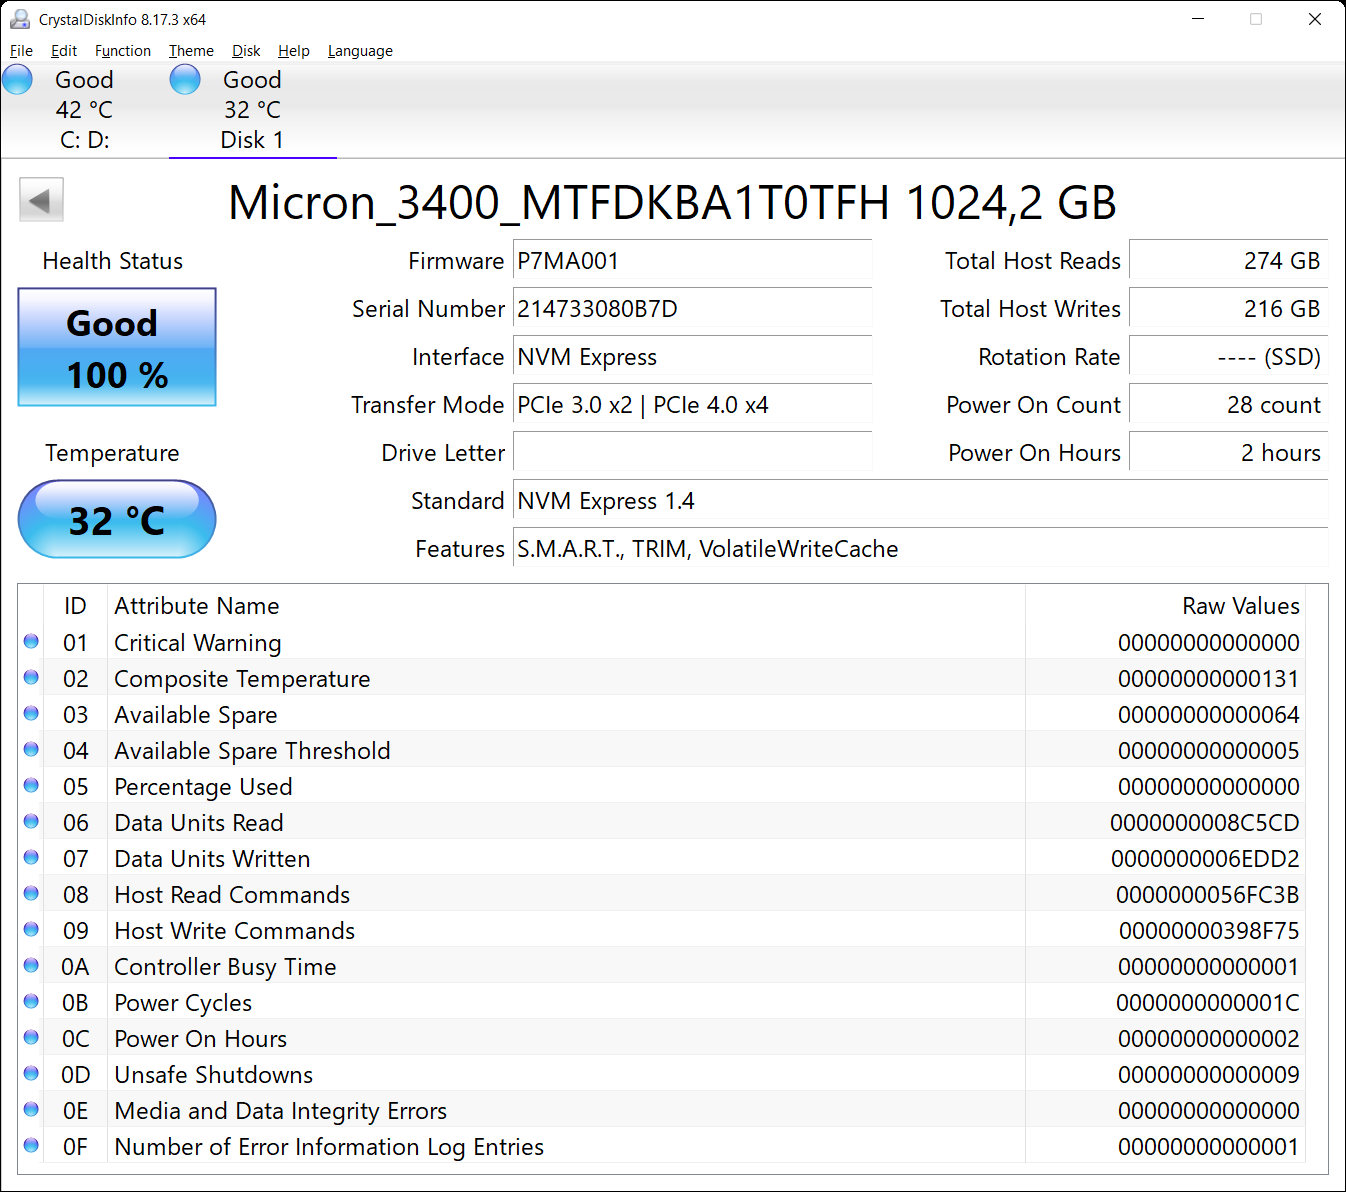 CrystalDiskInfo 8.17.3 x64
File Edit Function Theme Disk Help Language
Good Good
42 °C 32 °C
C: D: Disk 1
Micron_3400_MTFDKBA1T0TFH 1024,2 GB
Health Status
Good
100 %
Temperature
32 °C
Firmware P7MA001
Serial Number 214733080B7D
Interface NVM Express
Transfer Mode PCIe 3.0 x2 | PCIe 4.0 x4
Drive Letter
Standard NVM Express 1.4
Features S.M.A.R.T., TRIM, VolatileWriteCache
Total Host Reads 274 GB
Total Host Writes 216 GB
Rotation Rate ---- (SSD)
Power On Count 28 count
Power On Hours 2 hours
ID Attribute Name Raw Values
01 Critical Warning 00000000000000
02 Composite Temperature 00000000000131
03 Available Spare 00000000000064
04 Available Spare Threshold 00000000000005
05 Percentage Used 00000000000000
06 Data Units Read 0000000008C5CD
07 Data Units Written 0000000006EDD2
08 Host Read Commands 0000000056FC3B
09 Host Write Commands 00000000398F75
0A Controller Busy Time 00000000000001
0B Power Cycles 0000000000001C
0C Power On Hours 00000000000002
0D Unsafe Shutdowns 00000000000009
0E Media and Data Integrity Errors 00000000000000
0F Number of Error Information Log Entries 00000000000001